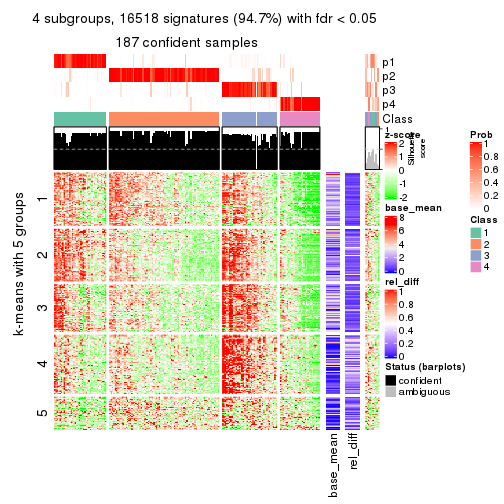 4 subgroups, 16518 signatures (94.7%) with fdr < 0.05
187 confident samples
p1
p2
p3
p4
Class
1
Silhouette
score
z-score
2
1
0
-1
-2
Prob
1
0.8
0.6
0.4
0.2
0
base_mean
8
6
4
2
0
Class
1
2
3
4
rel_diff
1
0.8
0.6
0.4
0.2
0
Status (barplots)
confident
ambiguous
k-means with 5 groups
1
2
3
4
5
base_mean
rel_diff